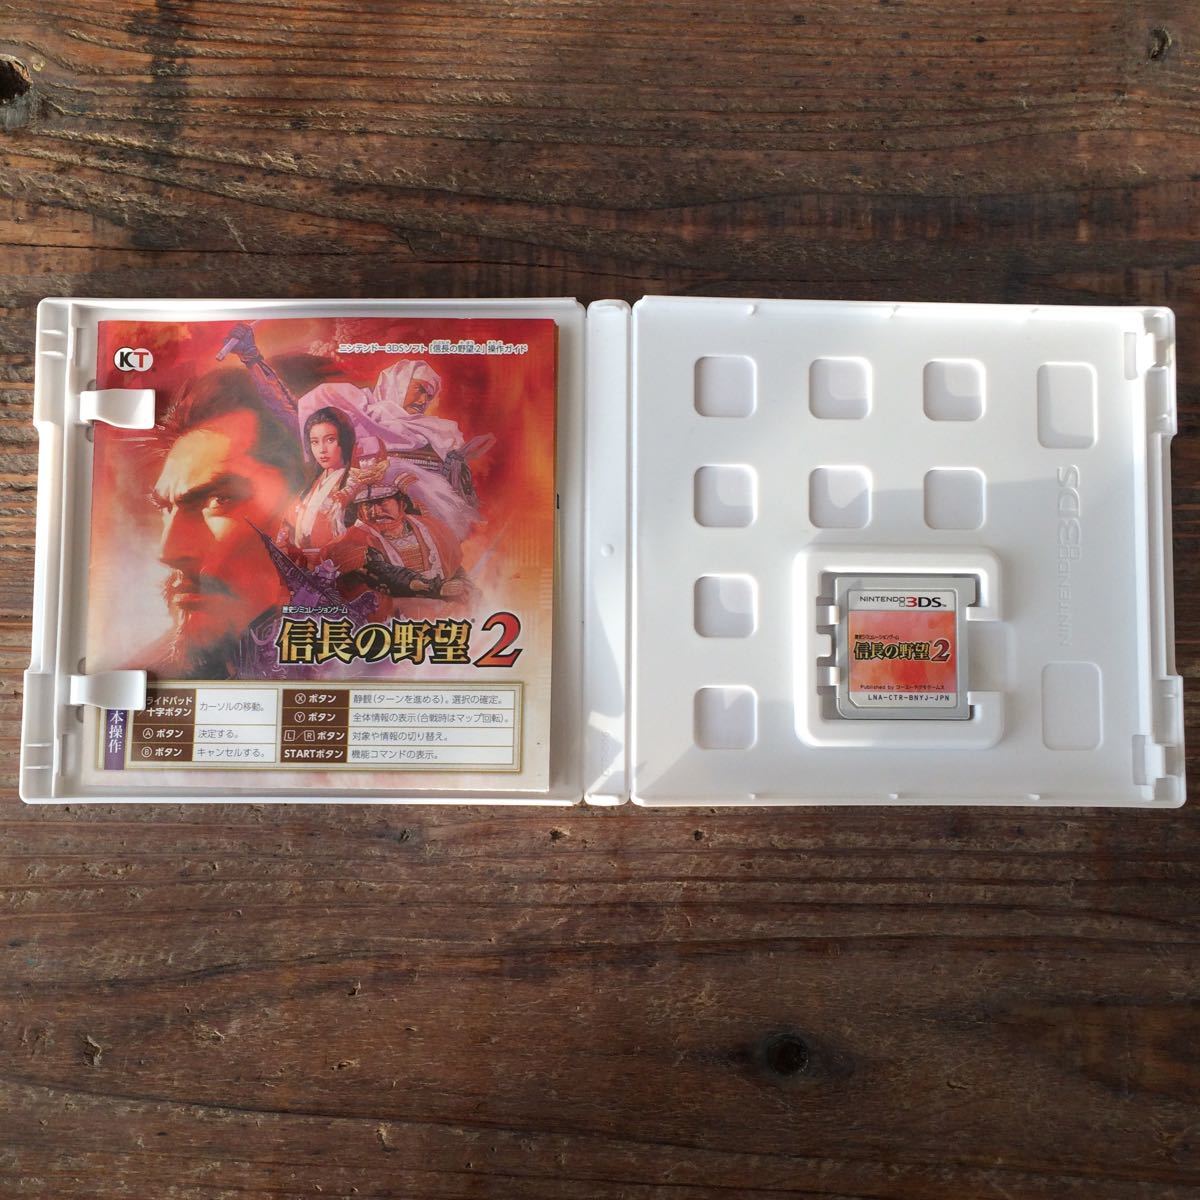 KT
ニンテンドー3DSソフト「信長の野望2」操作ガイド
歴史シミュレーションゲーム
信長の野望2
本操作
ライドパッド
十字ボタン
カーソルの移動。
Ⓐ ボタン
決定する。
Ⓑ ボタン
キャンセルする。
Ⓧ ボタン
静観(ターンを進める)。選択の確定。
Ⓨ ボタン
全体情報の表示(合戦時はマップ回転)。
L/Rボタン
対象や情報の切り替え。
STARTボタン
機能コマンドの表示。
NINTENDO3DS
NINTENDO3DS™
歴史シミュレーションゲーム
信長の野望2
Published by コーエーテクモゲームス
LNA-CTR-BNYJ-JPN